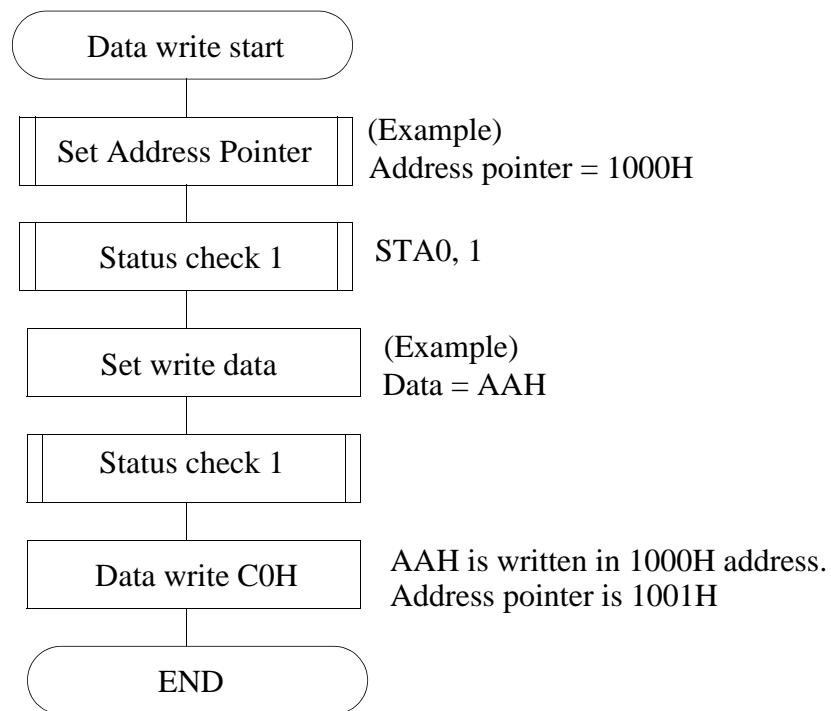 Data write start
Set Address Pointer
(Example)
Address pointer = 1000H
Status check 1
STA0, 1
Set write data
(Example)
Data = AAH
Status check 1
Data write C0H
AAH is written in 1000H address.
Address pointer is 1001H
END